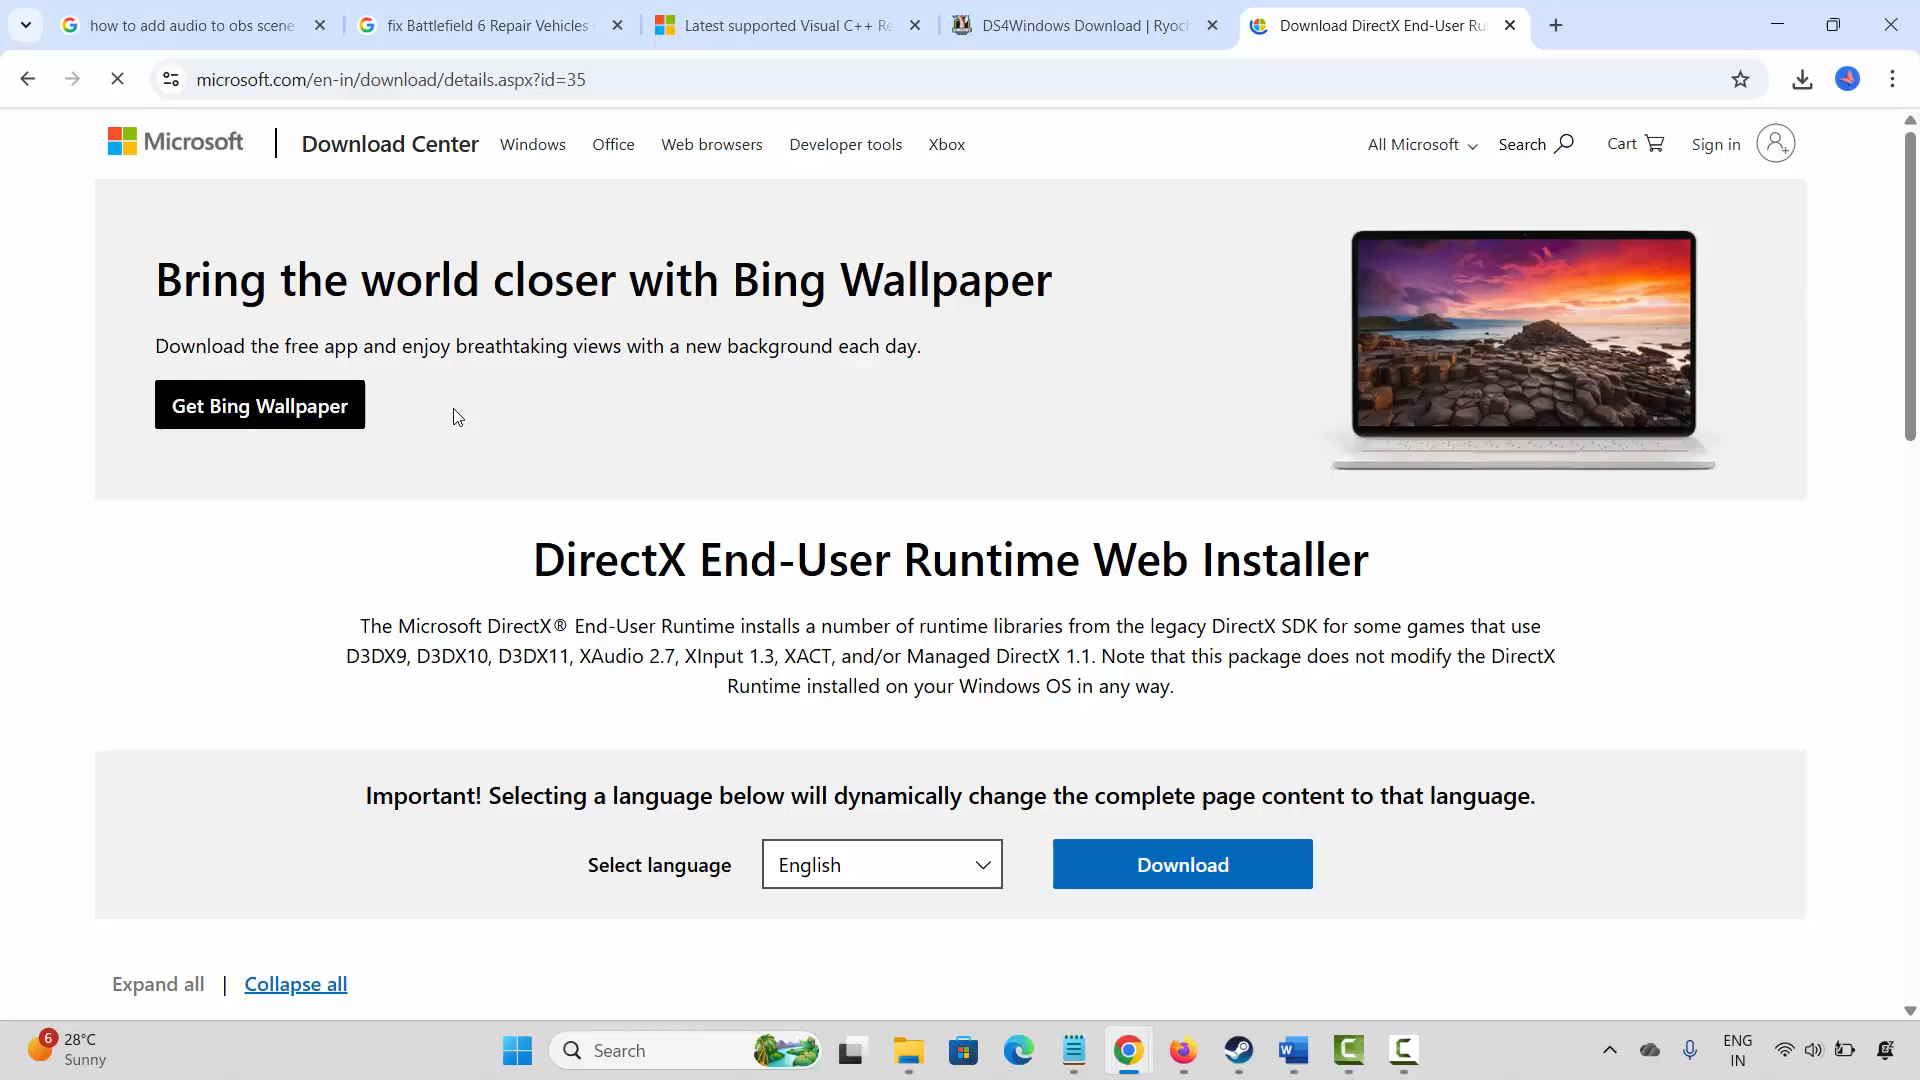 how to add audio to obs scene
fix Battlefield 6 Repair Vehicles
Latest supported Visual C++ Re
DS4Windows Download | Ryoch
Download DirectX End-User Ru
microsoft.com/en-in/download/details.aspx?id=35
Microsoft
Download Center
Windows
Office
Web browsers
Developer tools
Xbox
All Microsoft
Search
Cart
Sign in
Bring the world closer with Bing Wallpaper
Download the free app and enjoy breathtaking views with a new background each day.
Get Bing Wallpaper
DirectX End-User Runtime Web Installer
The Microsoft DirectX® End-User Runtime installs a number of runtime libraries from the legacy DirectX SDK for some games that use
D3DX9, D3DX10, D3DX11, XAudio 2.7, XInput 1.3, XACT, and/or Managed DirectX 1.1. Note that this package does not modify the DirectX
Runtime installed on your Windows OS in any way.
Important! Selecting a language below will dynamically change the complete page content to that language.
Select language
English
Download
Expand all | Collapse all
6
28°C
Sunny
Search
ENG
IN